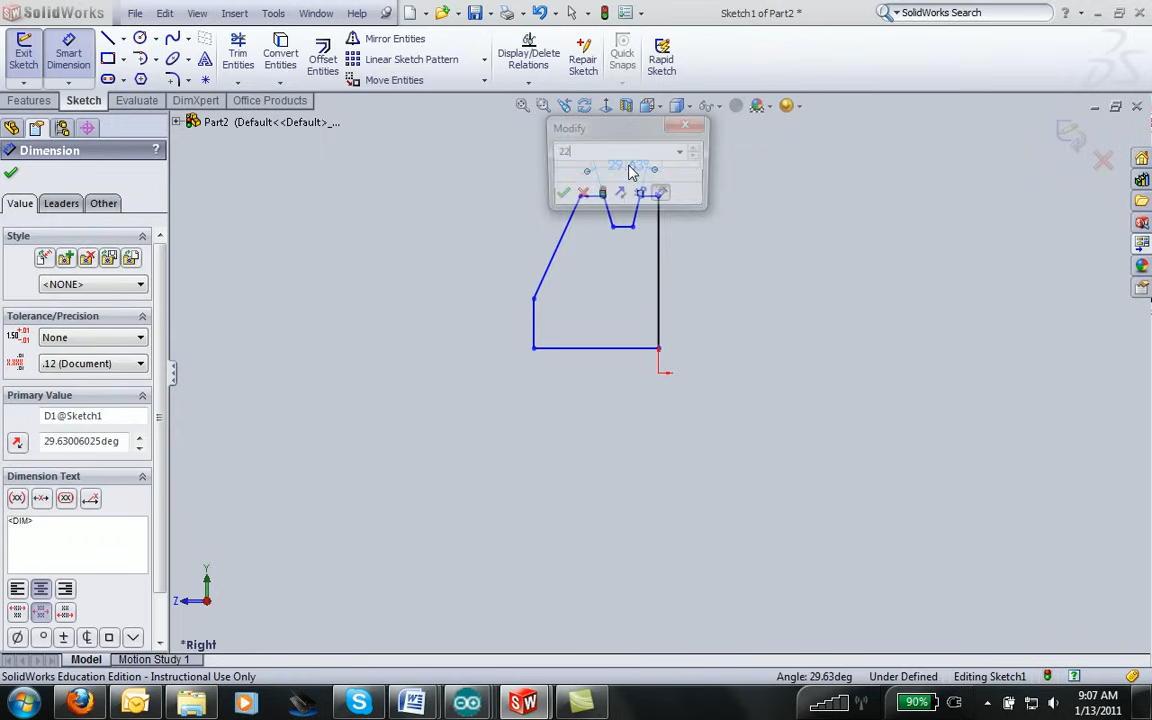 SolidWorks
File
Edit
View
Insert
Tools
Window
Help
Sketch1 of Part2 *
SolidWorks Search
Exit
Sketch
Smart
Dimension
Trim
Entities
Convert
Entities
Offset
Entities
Mirror Entities
Linear Sketch Pattern
Move Entities
Display/Delete
Relations
Repair
Sketch
Quick
Snaps
Rapid
Sketch
Features
Sketch
Evaluate
DimXpert
Office Products
Part2 (Default<<Default>_...
Modify
22
29.63°
Dimension
?
Value
Leaders
Other
Style
<NONE>
Tolerance/Precision
None
.12 (Document)
Primary Value
D1@Sketch1
29.63006025deg
Dimension Text
<DIM>
Y
Z
*Right
Model
Motion Study 1
SolidWorks Education Edition - Instructional Use Only
Angle: 29.63deg
Under Defined
Editing Sketch1
90%
9:07 AM
1/13/2011